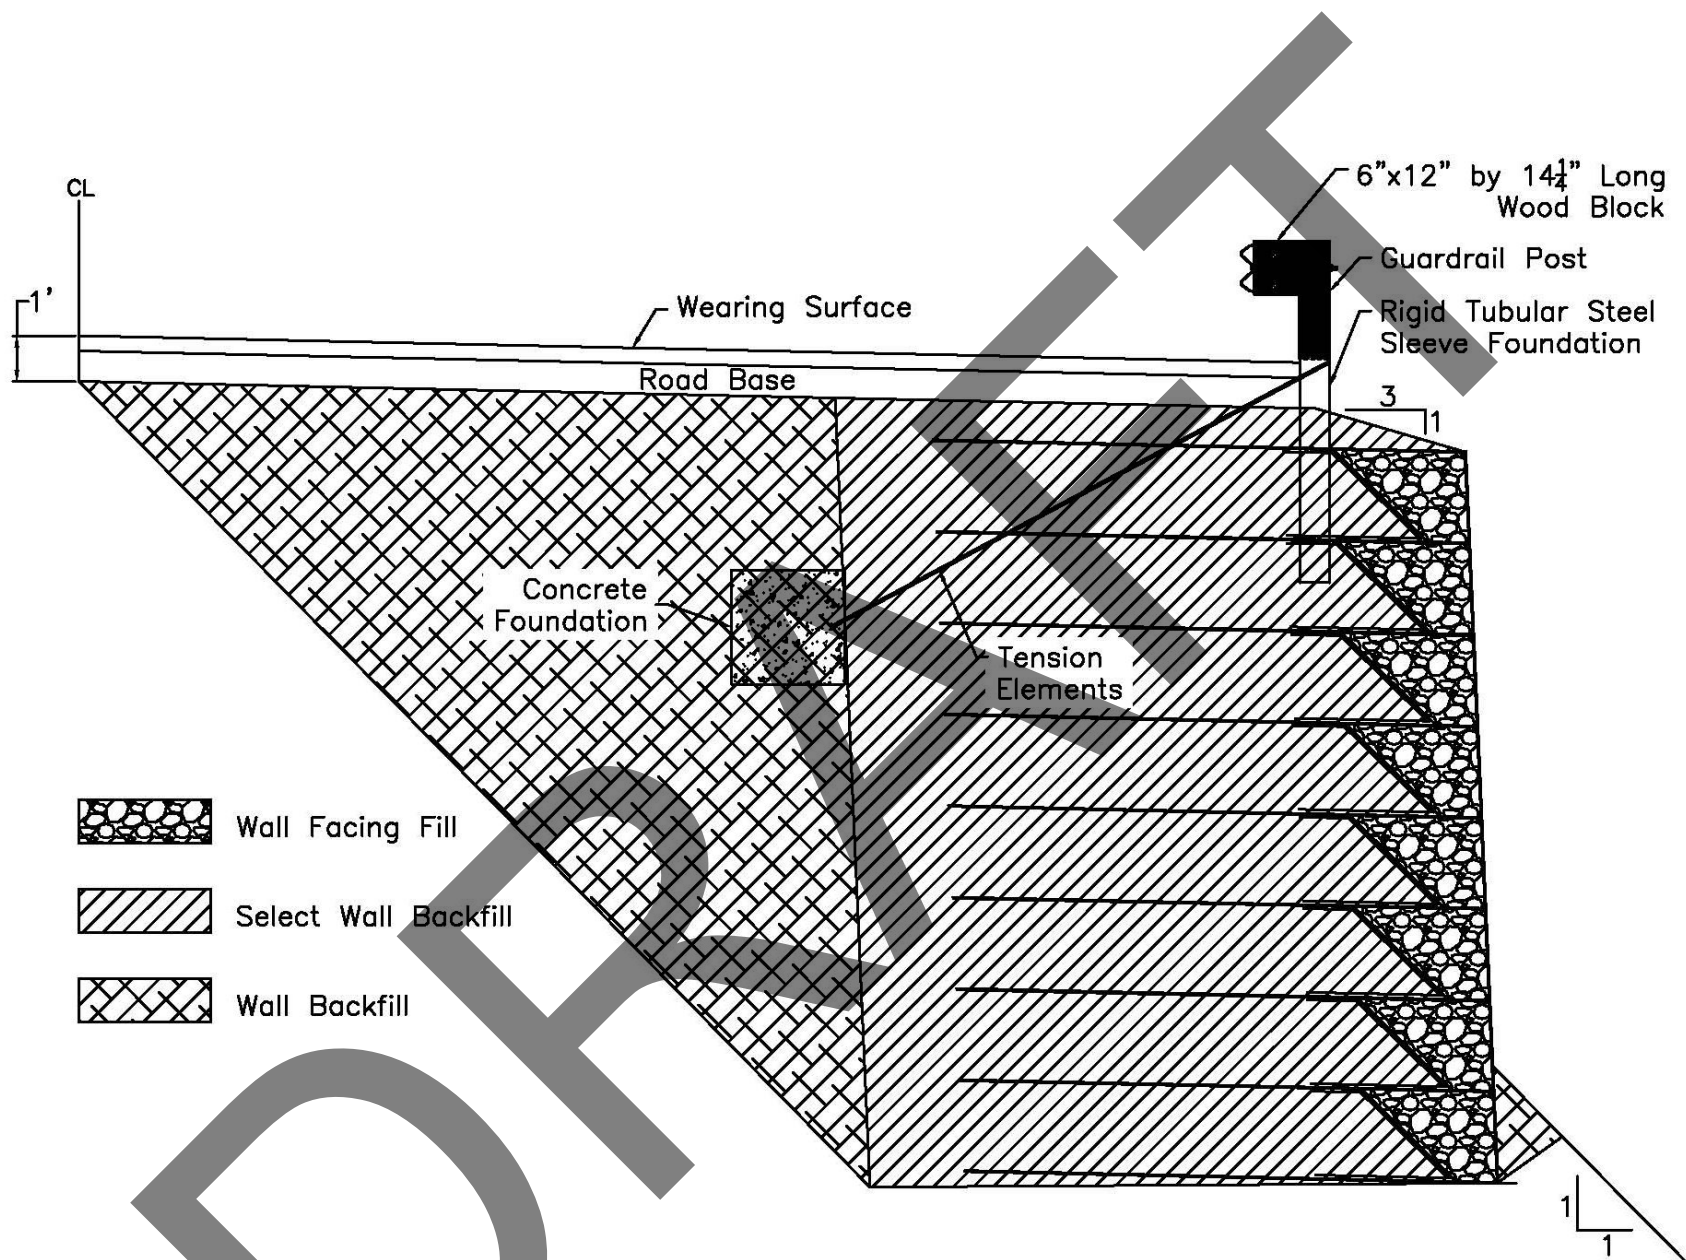 CL
6"x12" by 14¼" Long
Wood Block
Guardrail Post
1'
Wearing Surface
Rigid Tubular Steel
Sleeve Foundation
Road Base
3
1
Concrete
Foundation
Tension
Elements
Wall Facing Fill
Select Wall Backfill
Wall Backfill
1
1
DRAFT